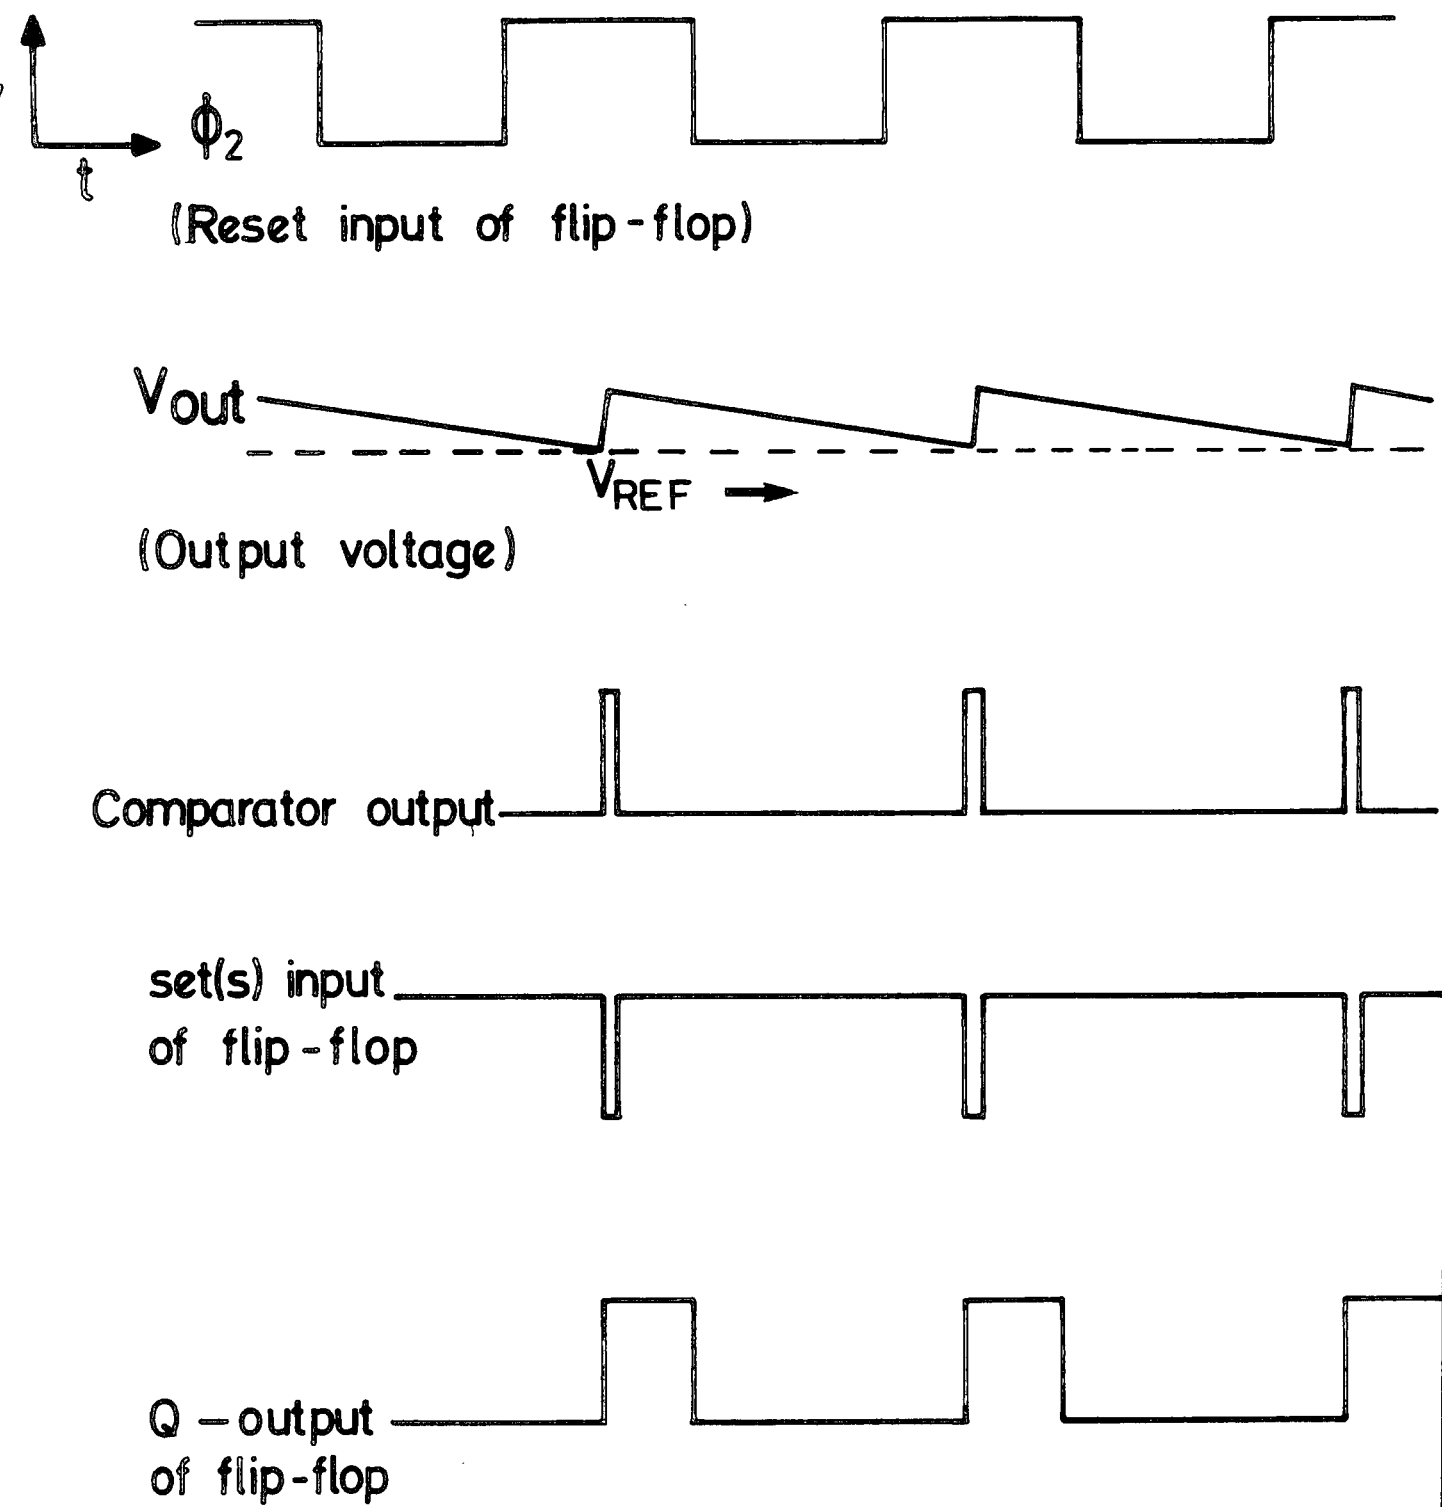 t
ϕ2
(Reset input of flip-flop)
Vout
VREF
(Output voltage)
Comparator output
set(s) input
of flip-flop
Q - output
of flip-flop